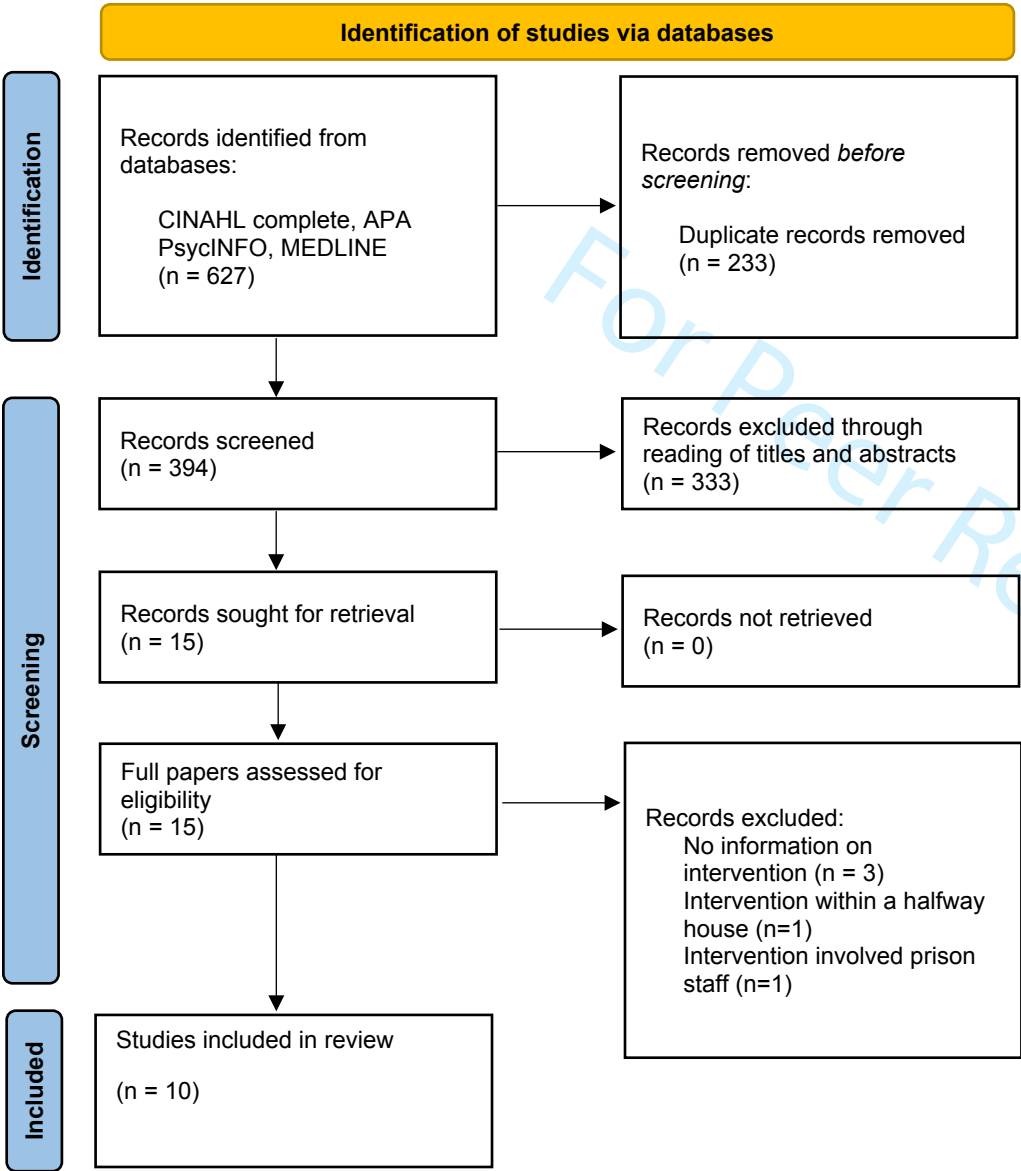 Identification of studies via databases
Identification
Records identified from
databases:
CINAHL complete, APA
PsycINFO, MEDLINE
(n = 627)
Records removed before
screening:
Duplicate records removed
(n = 233)
Screening
Records screened
(n = 394)
Records excluded through
reading of titles and abstracts
(n = 333)
Records sought for retrieval
(n = 15)
Records not retrieved
(n = 0)
Full papers assessed for
eligibility
(n = 15)
Records excluded:
No information on
intervention (n = 3)
Intervention within a halfway
house (n=1)
Intervention involved prison
staff (n=1)
Included
Studies included in review
(n = 10)
For Peer Re